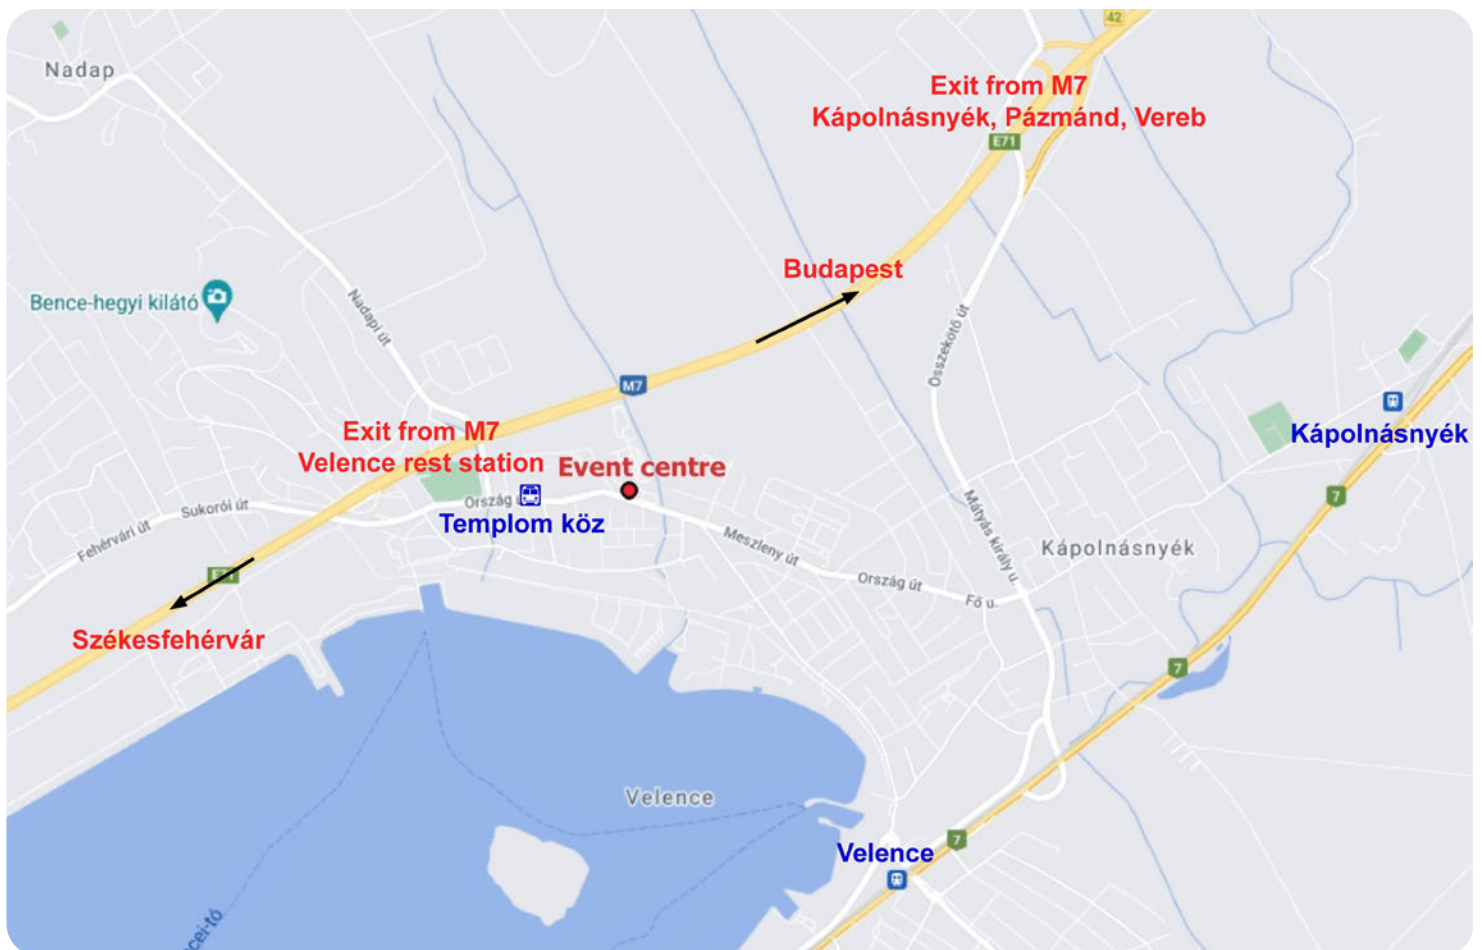 42
Nadap
Exit from M7
Kápolnásnyék, Pázmánd, Vereb
E71
Budapest
Bence-hegyi kilátó
Nadapi út
Összekötő út
M7
Kápolnásnyék
Exit from M7
Velence rest station
Event centre
Ország
Templom köz
Sukorói út
Fehérvári út
7
Mátyás király u.
Meszleny út
Kápolnásnyék
Ország út
Fő u.
Székesfehérvár
7
Velence
7
Velence